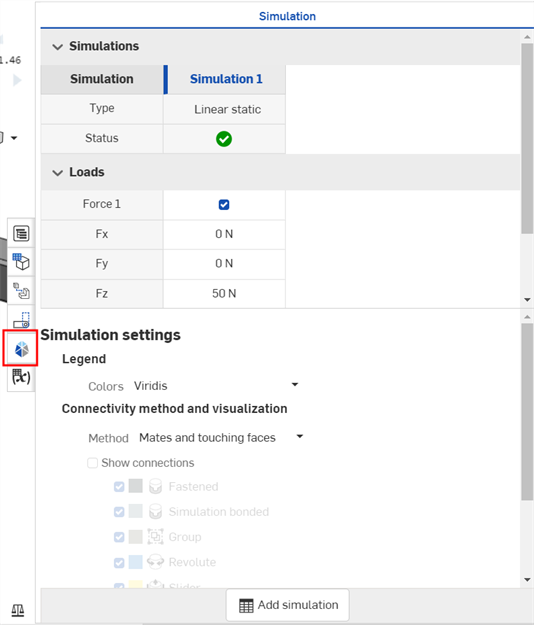 Simulation
Simulations
1.46
Simulation Simulation 1
Type Linear static
Status
Loads
Force 1
Fx 0 N
Fy 0 N
Fz 50 N
(x)
Simulation settings
Legend
Colors Viridis
Connectivity method and visualization
Method Mates and touching faces
Show connections
Fastened
Simulation bonded
Group
Revolute
Slider
Add simulation